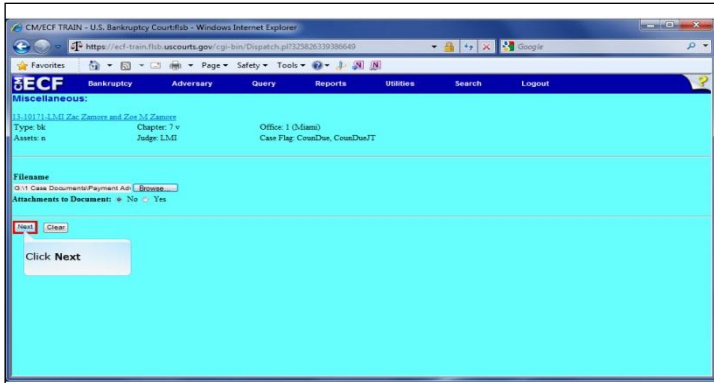 CM/ECF TRAIN - U.S. Bankruptcy Court:flsb - Windows Internet Explorer
https://ecf-train.flsb.uscourts.gov/cgi-bin/Dispatch.pl?325826339386649
Google
Favorites Page Safety Tools
ECF Bankruptcy Adversary Query Reports Utilities Search Logout ?
Miscellaneous:
13-10171-LMI Zac Zamore and Zoe M Zamore
Type: bk Chapter: 7 v Office: 1 (Miami)
Assets: n Judge: LMI Case Flag: CounDue, CounDueJT
Filename
G:\1 Case Documents\Payment Adv Browse...
Attachments to Document: No Yes
Next Clear
Click Next